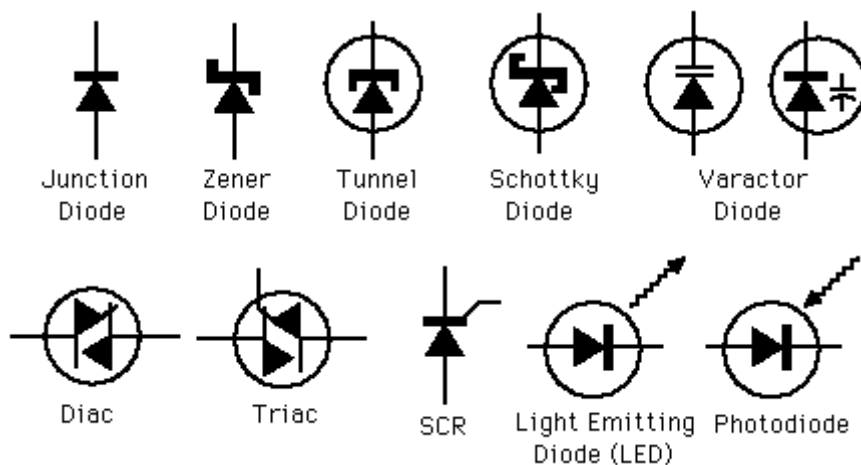 Junction
Diode
Zener
Diode
Tunnel
Diode
Schottky
Diode
Varactor
Diode
Diac
Triac
SCR
Light Emitting
Diode (LED)
Photodiode